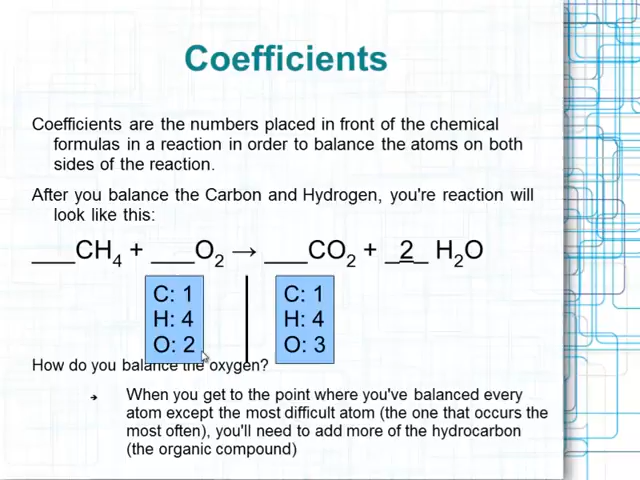 Coefficients
Coefficients are the numbers placed in front of the chemical
formulas in a reaction in order to balance the atoms on both
sides of the reaction.
After you balance the Carbon and Hydrogen, you're reaction will
look like this:
___CH₄ + ___O₂ → ___CO₂ + _2_ H₂O
C: 1 C: 1
H: 4 H: 4
O: 2 O: 3
How do you balance the oxygen?
➔ When you get to the point where you've balanced every
atom except the most difficult atom (the one that occurs the
most often), you'll need to add more of the hydrocarbon
(the organic compound)